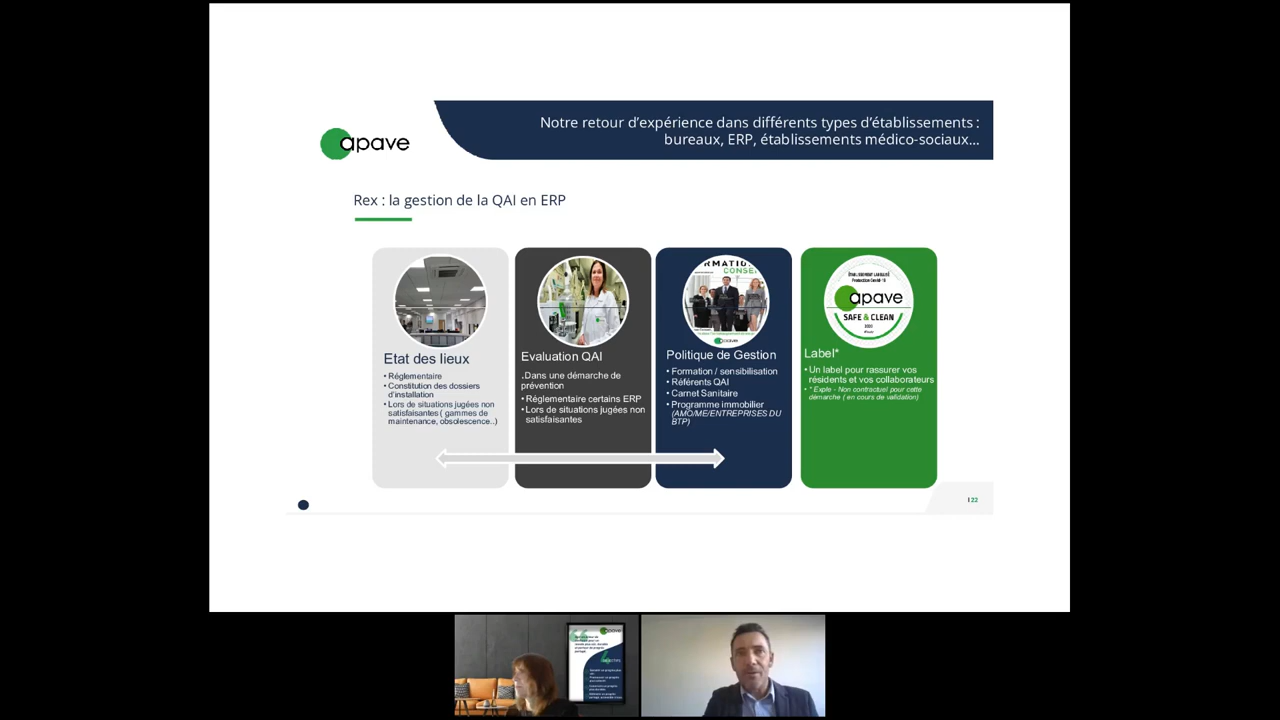 Notre retour d'expérience dans différents types d'établissements :
bureaux, ERP, établissements médico-sociaux...
apave
Rex : la gestion de la QAI en ERP
Etat des lieux
• Réglementaire
• Constitution des dossiers
d'installation
• Lors de situations jugées non
satisfaisantes ( gammes de
maintenance, obsolescence..)
Evaluation QAI
.Dans une démarche de
prévention
• Réglementaire certains ERP
• Lors de situations jugées non
satisfaisantes
CONSE
apave
Politique de Gestion
• Formation / sensibilisation
• Référents QAI
• Carnet Sanitaire
• Programme immobilier
(AMO/ME/ENTREPRISES DU
BTP)
apave
SAFE & CLEAN
Label*
• Un label pour rassurer vos
résidents et vos collaborateurs
• * Exple - Non contractuel pour cette
démarche ( en cours de validation)
I 22
apave